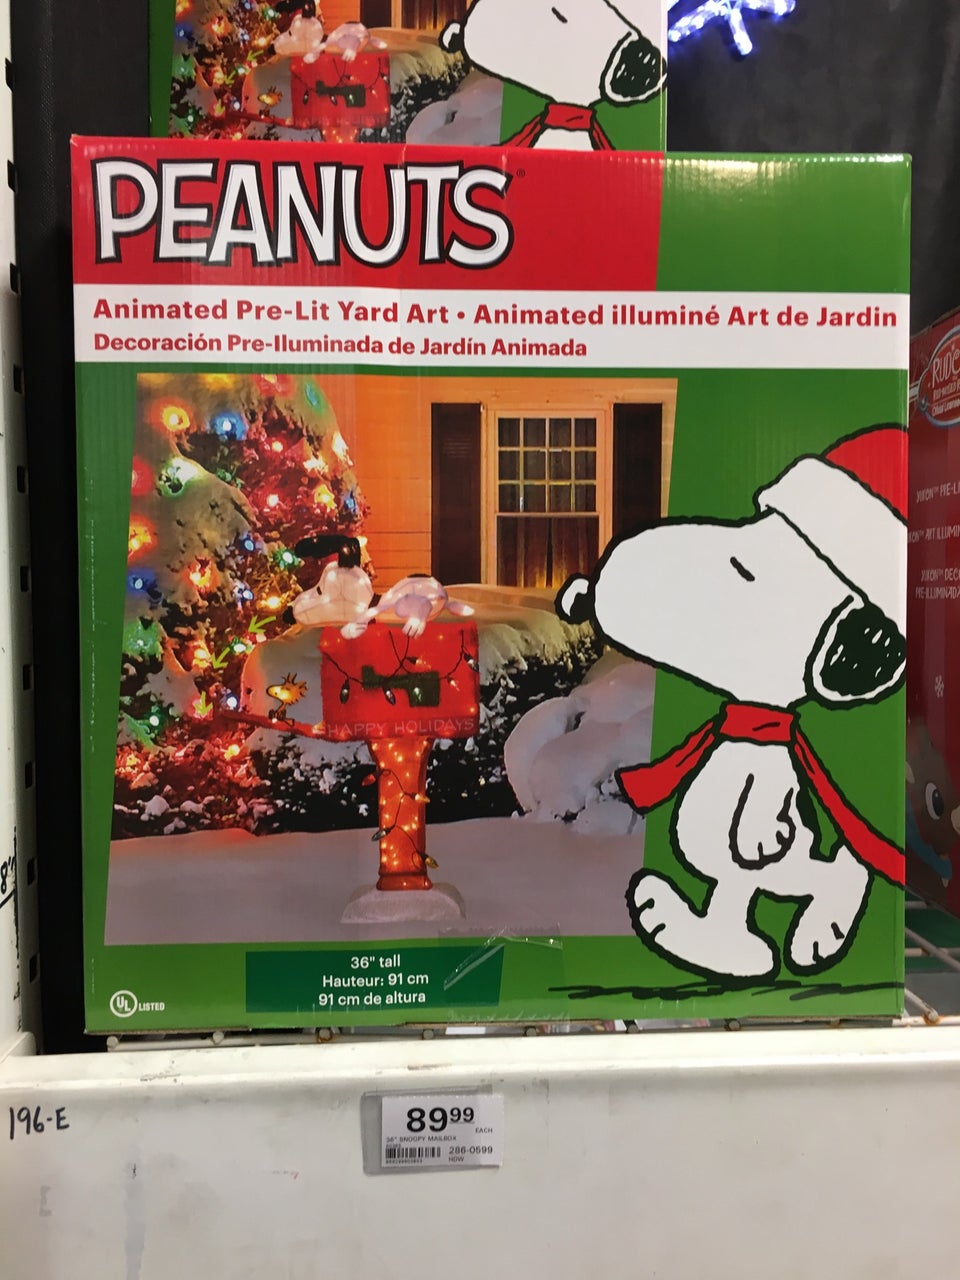 PEANUTS®
Animated Pre-Lit Yard Art • Animated illuminé Art de Jardin
Decoración Pre-Iluminada de Jardín Animada
HAPPY HOLIDAYS
36" tall
Hauteur: 91 cm
91 cm de altura
UL LISTED
196-E
8'
89.99
EACH
36" SNOOPY MAILBOX
286-0599
NOW